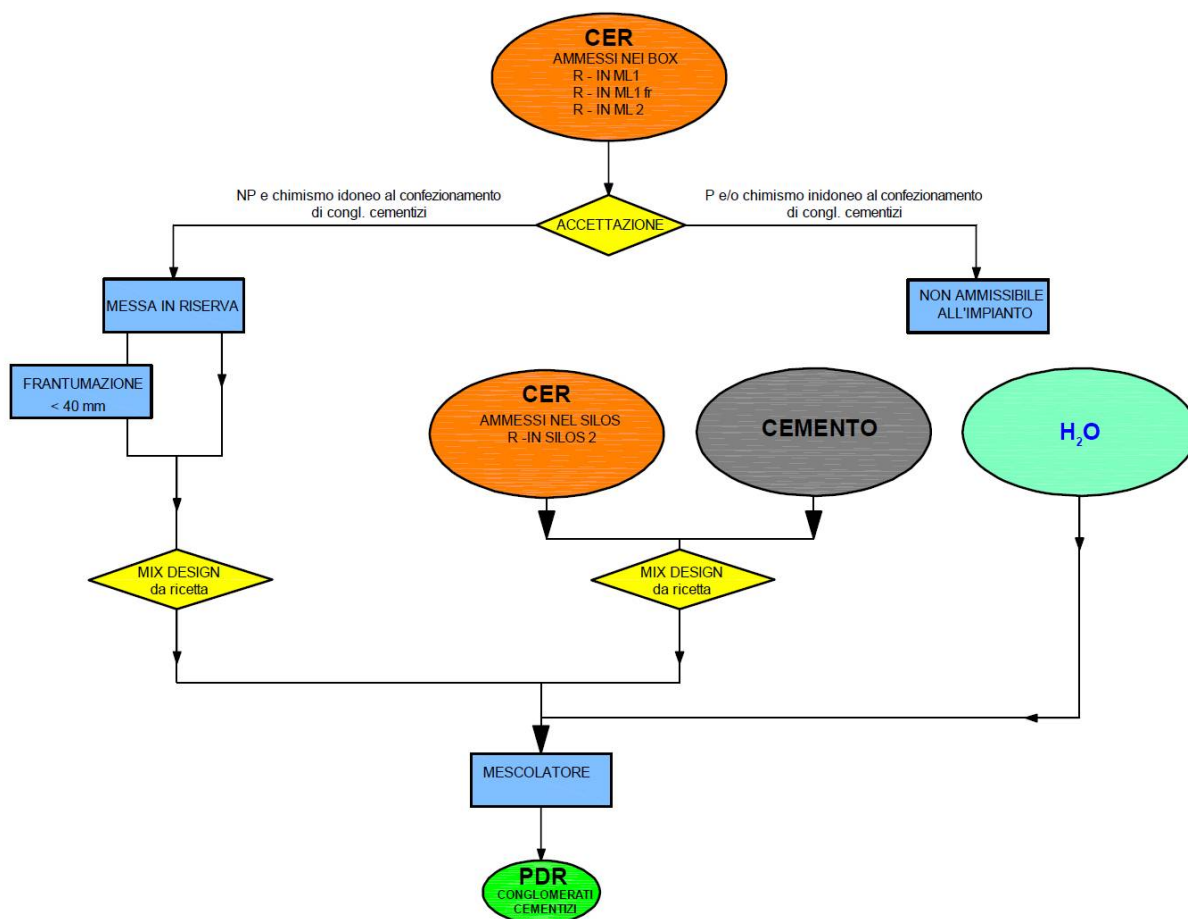 CER
AMMESSI NEI BOX
R - IN ML1
R - IN ML1 fr
R - IN ML 2
NP e chimismo idoneo al confezionamento
di congl. cementizi
P e/o chimismo inidoneo al confezionamento
di congl. cementizi
ACCETTAZIONE
MESSA IN RISERVA
NON AMMISSIBILE
ALL'IMPIANTO
FRANTUMAZIONE
< 40 mm
CER
AMMESSI NEL SILOS
R -IN SILOS 2
CEMENTO
H₂O
MIX DESIGN
da ricetta
MIX DESIGN
da ricetta
MESCOLATORE
PDR
CONGLOMERATI
CEMENTIZI